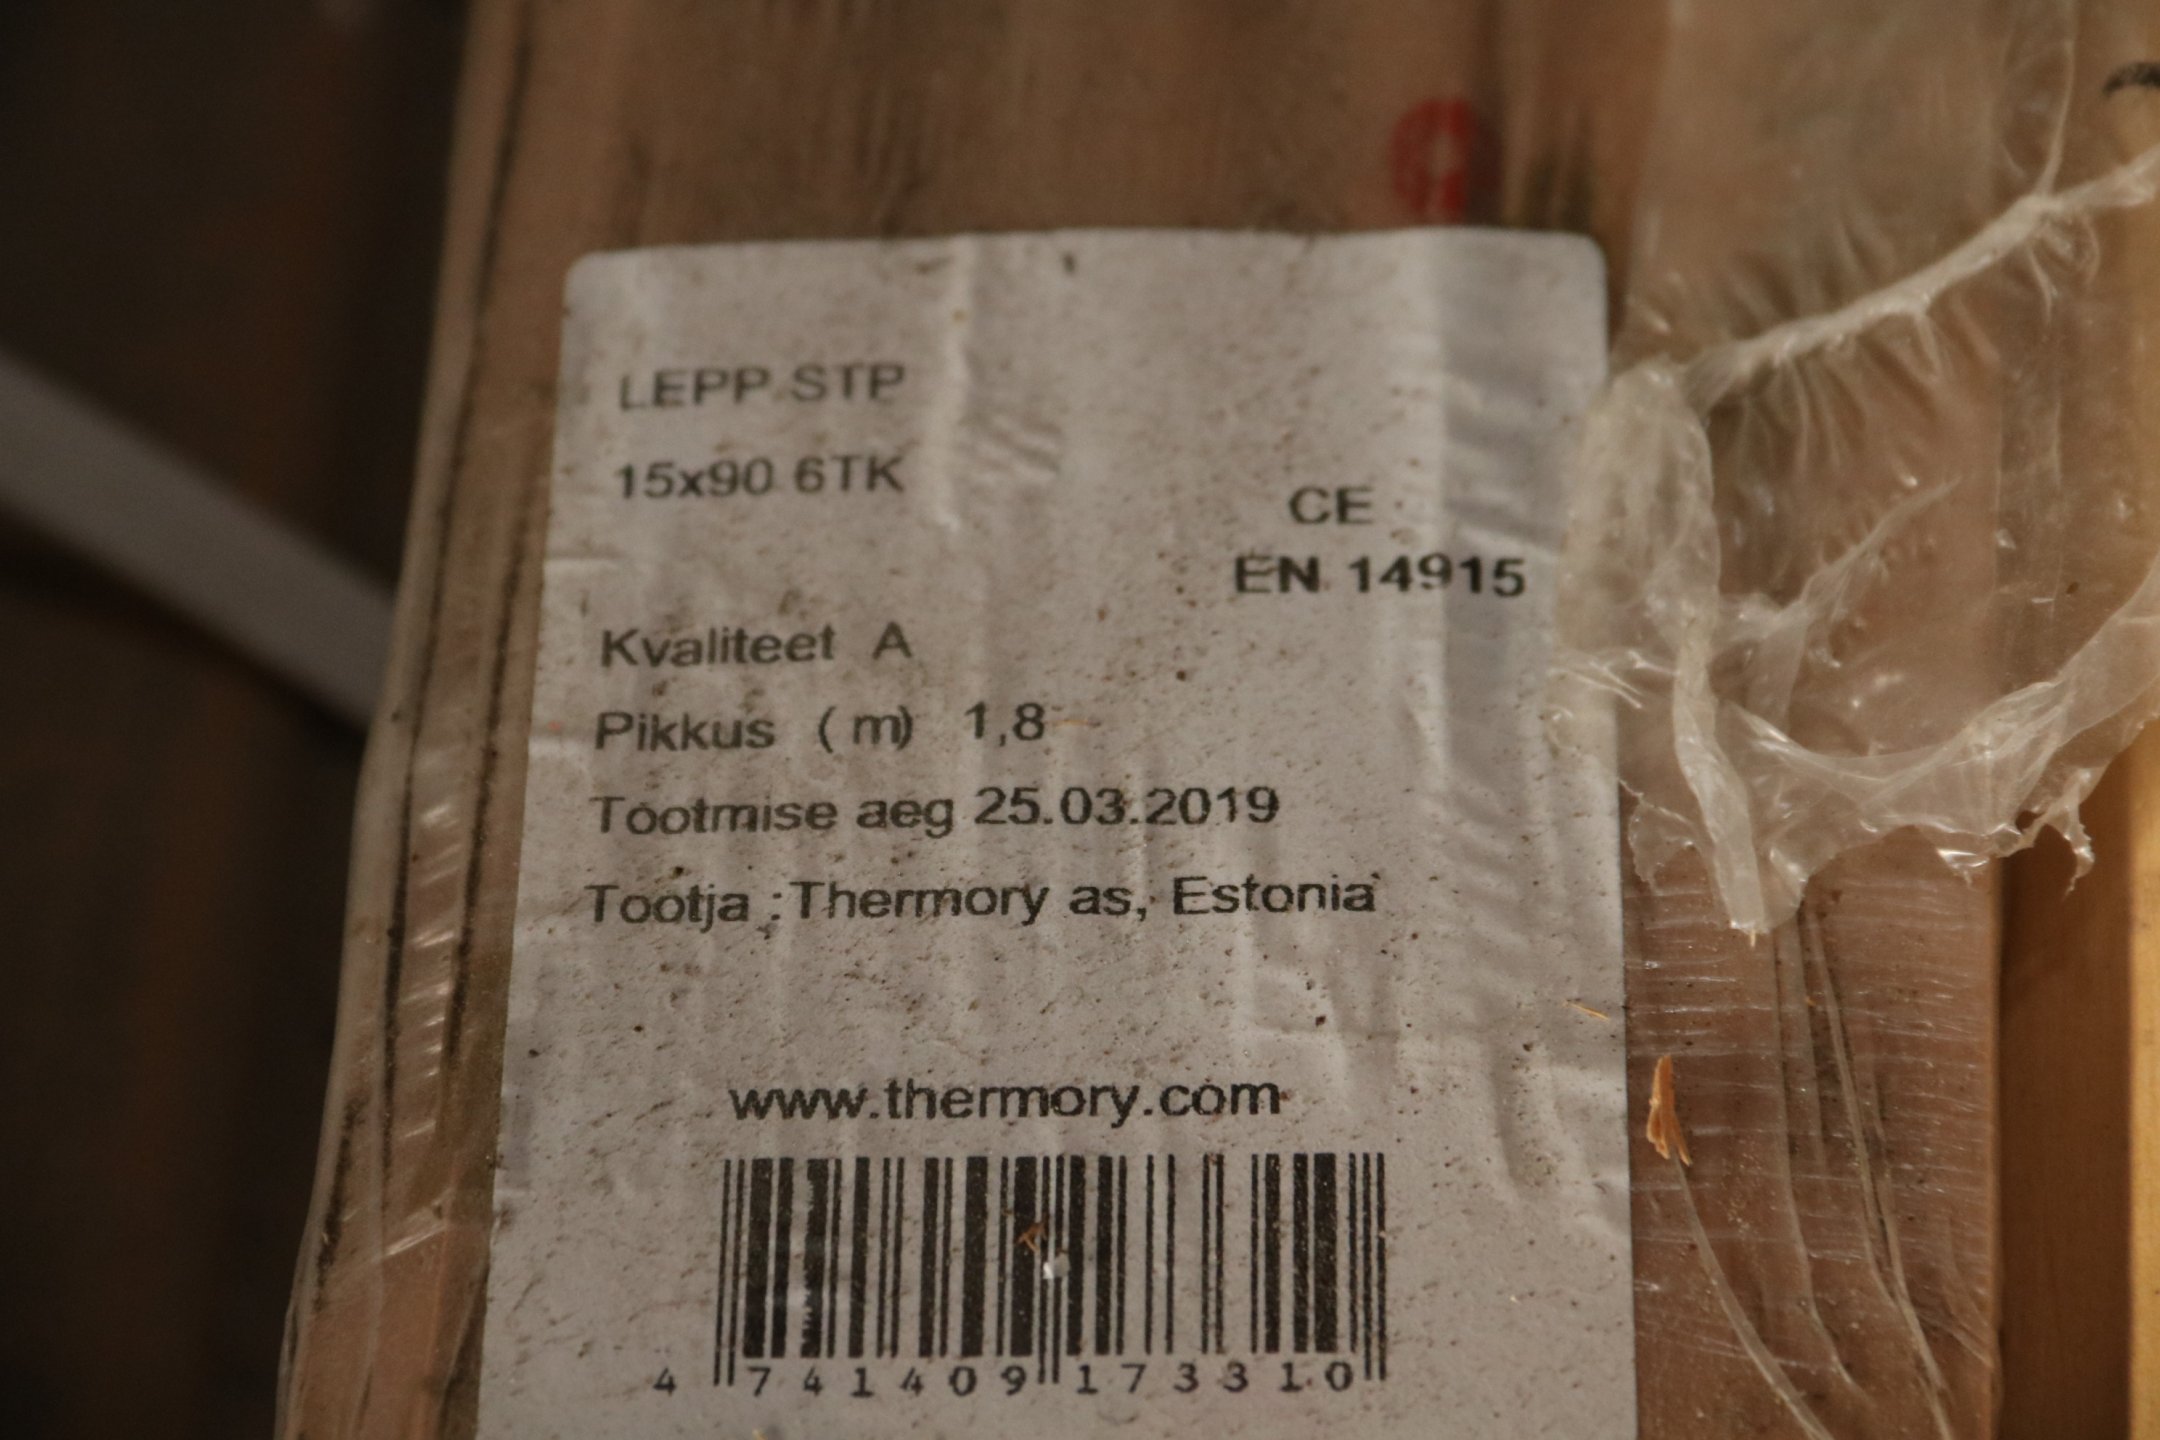 LEPP STP
15x90 6TK
CE
EN 14915
Kvaliteet A
Pikkus (m) 1,8
Tootmise aeg 25.03.2019
Tootja :Thermory as, Estonia
www.thermory.com
4 741409 173310